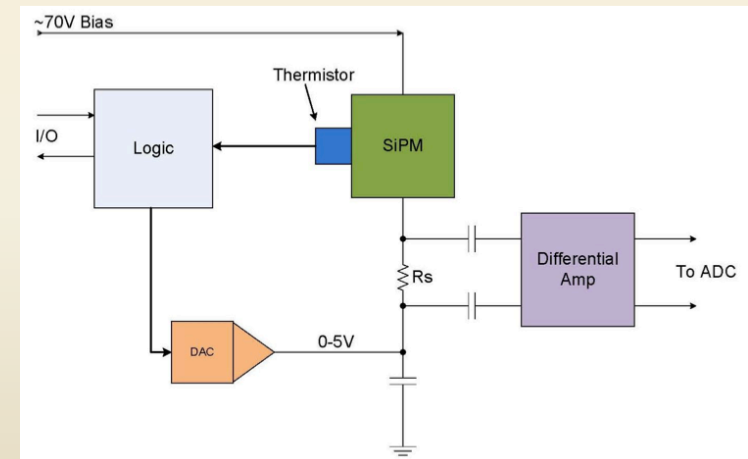 ~70V Bias
Thermistor
I/O
Logic
SiPM
Rs
Differential
Amp
To ADC
DAC
0-5V